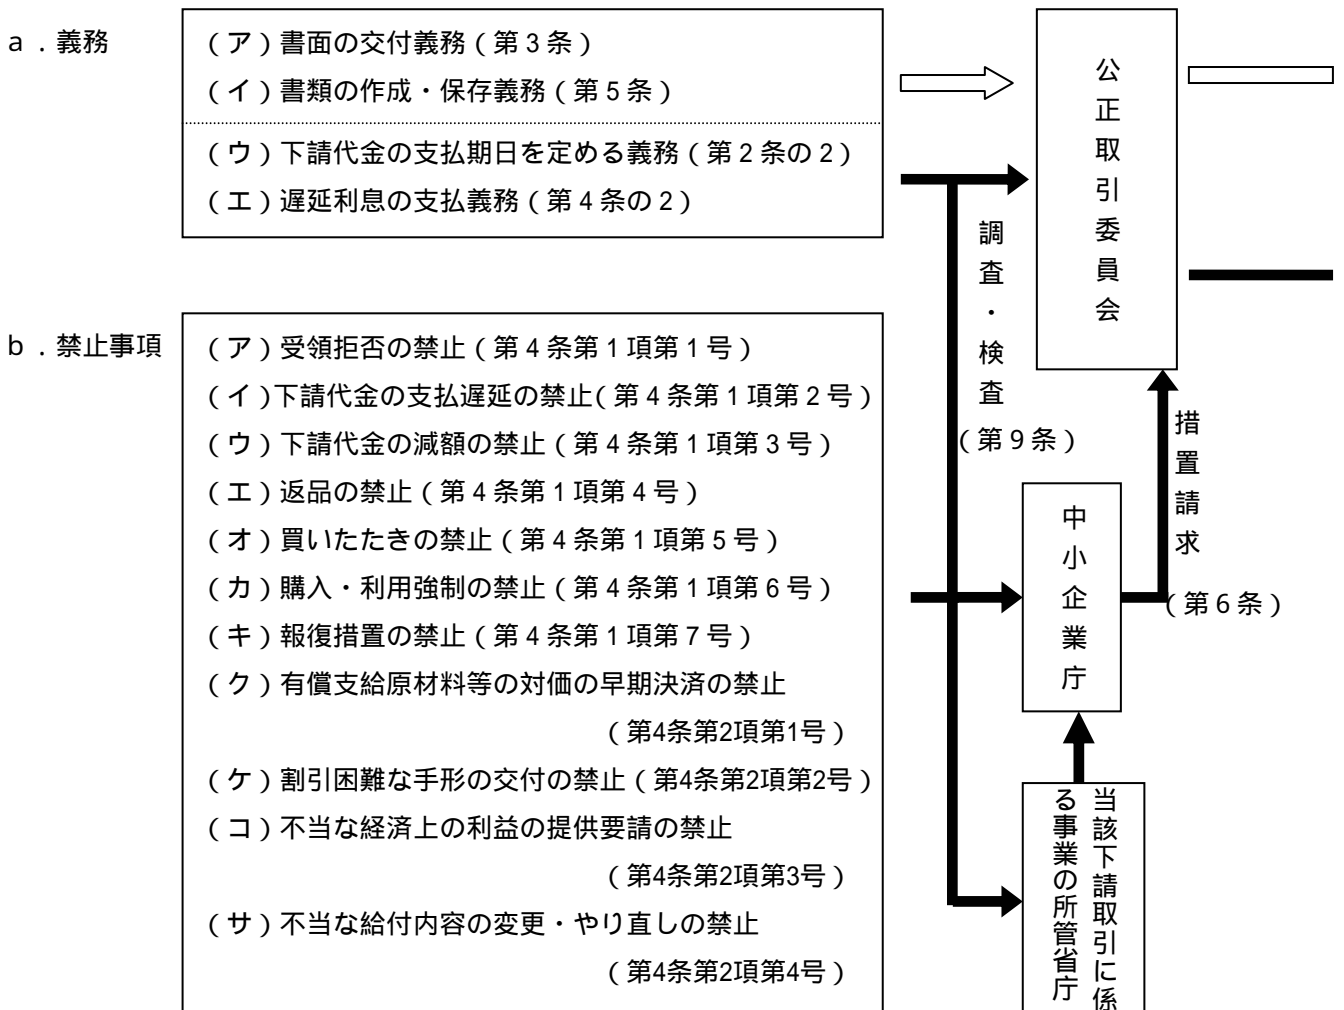 a．義務
（ア）書面の交付義務（第３条）
（イ）書類の作成・保存義務（第５条）
（ウ）下請代金の支払期日を定める義務（第２条の２）
（エ）遅延利息の支払義務（第４条の２）
b．禁止事項
（ア）受領拒否の禁止（第４条第１項第１号）
（イ）下請代金の支払遅延の禁止（第４条第１項第２号）
（ウ）下請代金の減額の禁止（第４条第１項第３号）
（エ）返品の禁止（第４条第１項第４号）
（オ）買いたたきの禁止（第４条第１項第５号）
（カ）購入・利用強制の禁止（第４条第１項第６号）
（キ）報復措置の禁止（第４条第１項第７号）
（ク）有償支給原材料等の対価の早期決済の禁止
（第4条第2項第1号）
（ケ）割引困難な手形の交付の禁止（第4条第2項第2号）
（コ）不当な経済上の利益の提供要請の禁止
（第4条第2項第3号）
（サ）不当な給付内容の変更・やり直しの禁止
（第4条第2項第4号）
公正取引委員会
調査・検査
（第９条）
措置請求
（第６条）
中小企業庁
当該下請取引に係
る事業の所管省庁